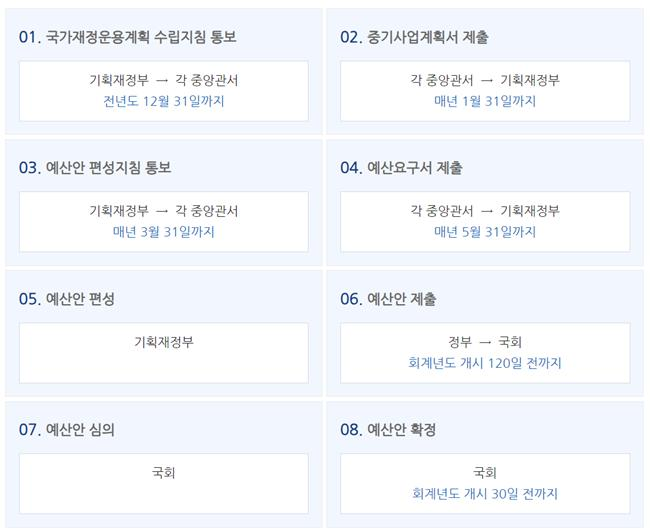 01. 국가재정운용계획 수립지침 통보
기획재정부 → 각 중앙관서
전년도 12월 31일까지
02. 중기사업계획서 제출
각 중앙관서 → 기획재정부
매년 1월 31일까지
03. 예산안 편성지침 통보
기획재정부 → 각 중앙관서
매년 3월 31일까지
04. 예산요구서 제출
각 중앙관서 → 기획재정부
매년 5월 31일까지
05. 예산안 편성
기획재정부
06. 예산안 제출
정부 → 국회
회계년도 개시 120일 전까지
07. 예산안 심의
국회
08. 예산안 확정
국회
회계년도 개시 30일 전까지